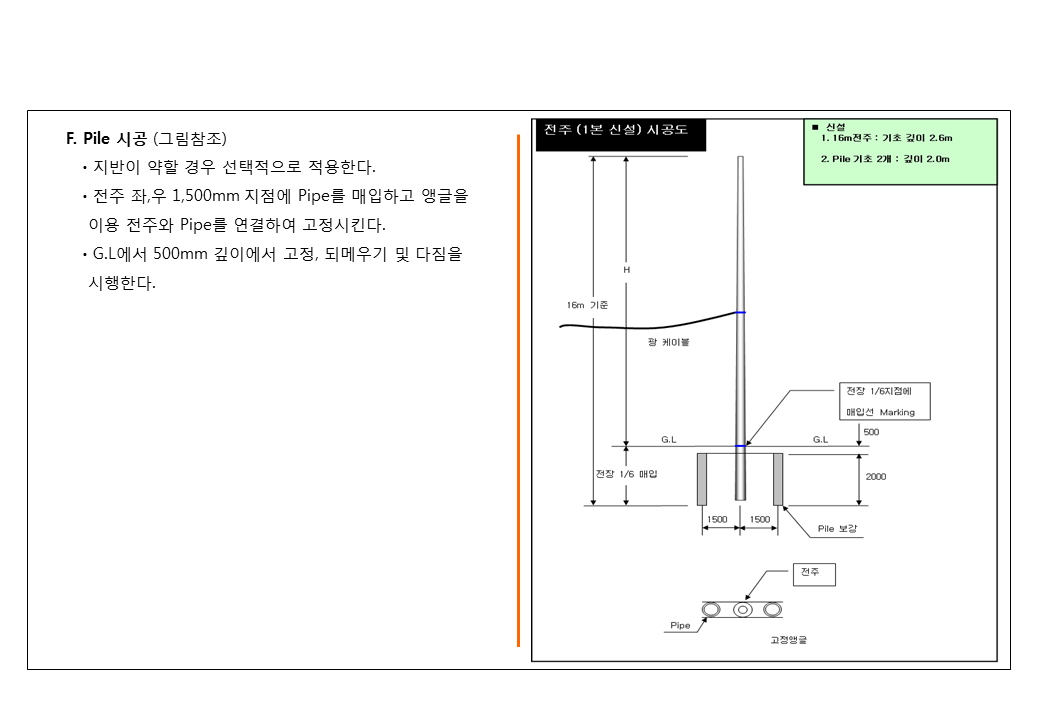 F. Pile 시공 (그림참조)
• 지반이 약할 경우 선택적으로 적용한다.
• 전주 좌,우 1,500mm 지점에 Pipe를 매입하고 앵글을
이용 전주와 Pipe를 연결하여 고정시킨다.
• G.L에서 500mm 깊이에서 고정, 되메우기 및 다짐을
시행한다.
전주 (1본 신설) 시공도
■ 신설
1. 16m전주 : 기초 깊이 2.6m
2. Pile 기초 2개 : 깊이 2.0m
H
16m 기준
광 케이블
전장 1/6지점에
매입선 Marking
500
G.L
G.L
전장 1/6 매입
2000
1500
1500
Pile 보강
전주
Pipe
고정앵글